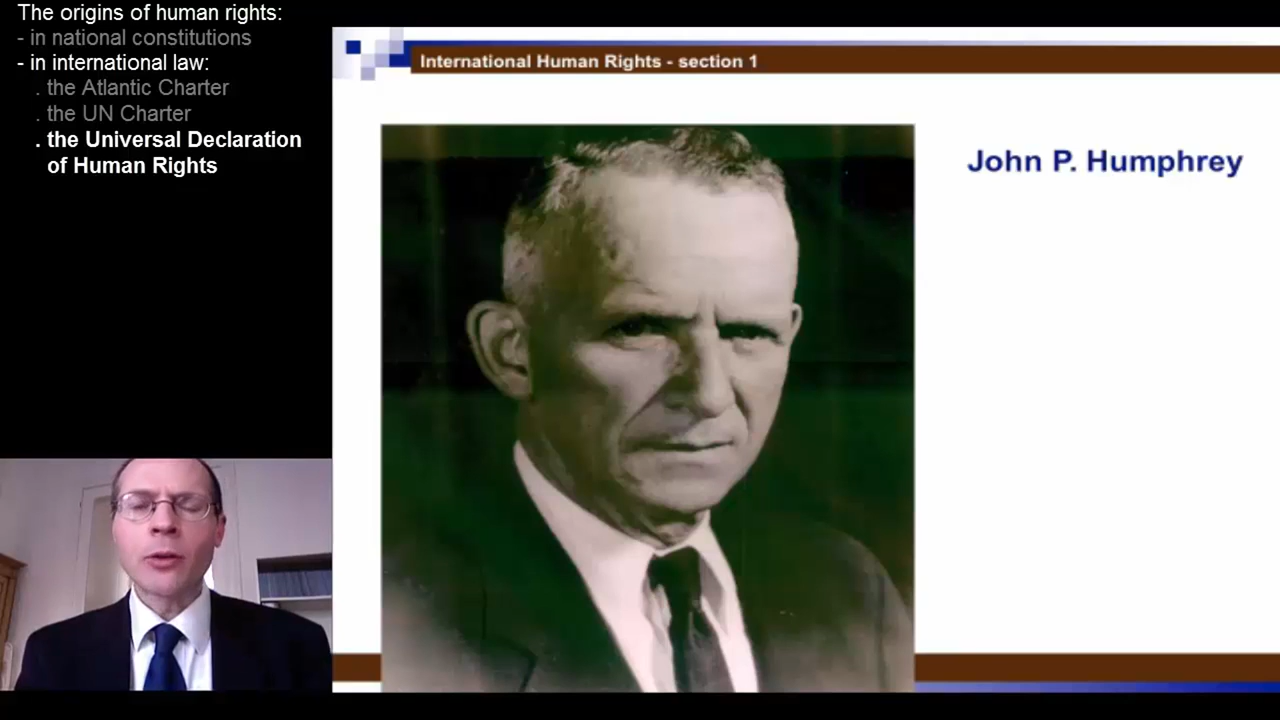 The origins of human rights:
- in national constitutions
- in international law:
. the Atlantic Charter
. the UN Charter
. the Universal Declaration
of Human Rights
International Human Rights - section 1
John P. Humphrey